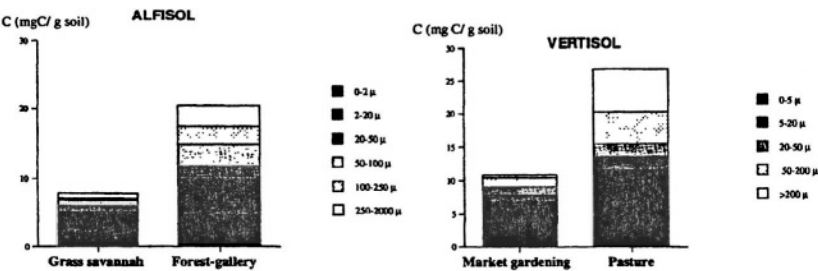 ALFISOL
C (mgC/ g soil)
30
20
10
0
Grass savannah Forest-gallery
0-2 µ
2-20 µ
20-50 µ
50-100 µ
100-250 µ
250-2000 µ
VERTISOL
C (mg C/ g soil)
30
25
20
15
10
5
0
Market gardening Pasture
0-5 µ
5-20 µ
20-50 µ
50-200 µ
>200 µ